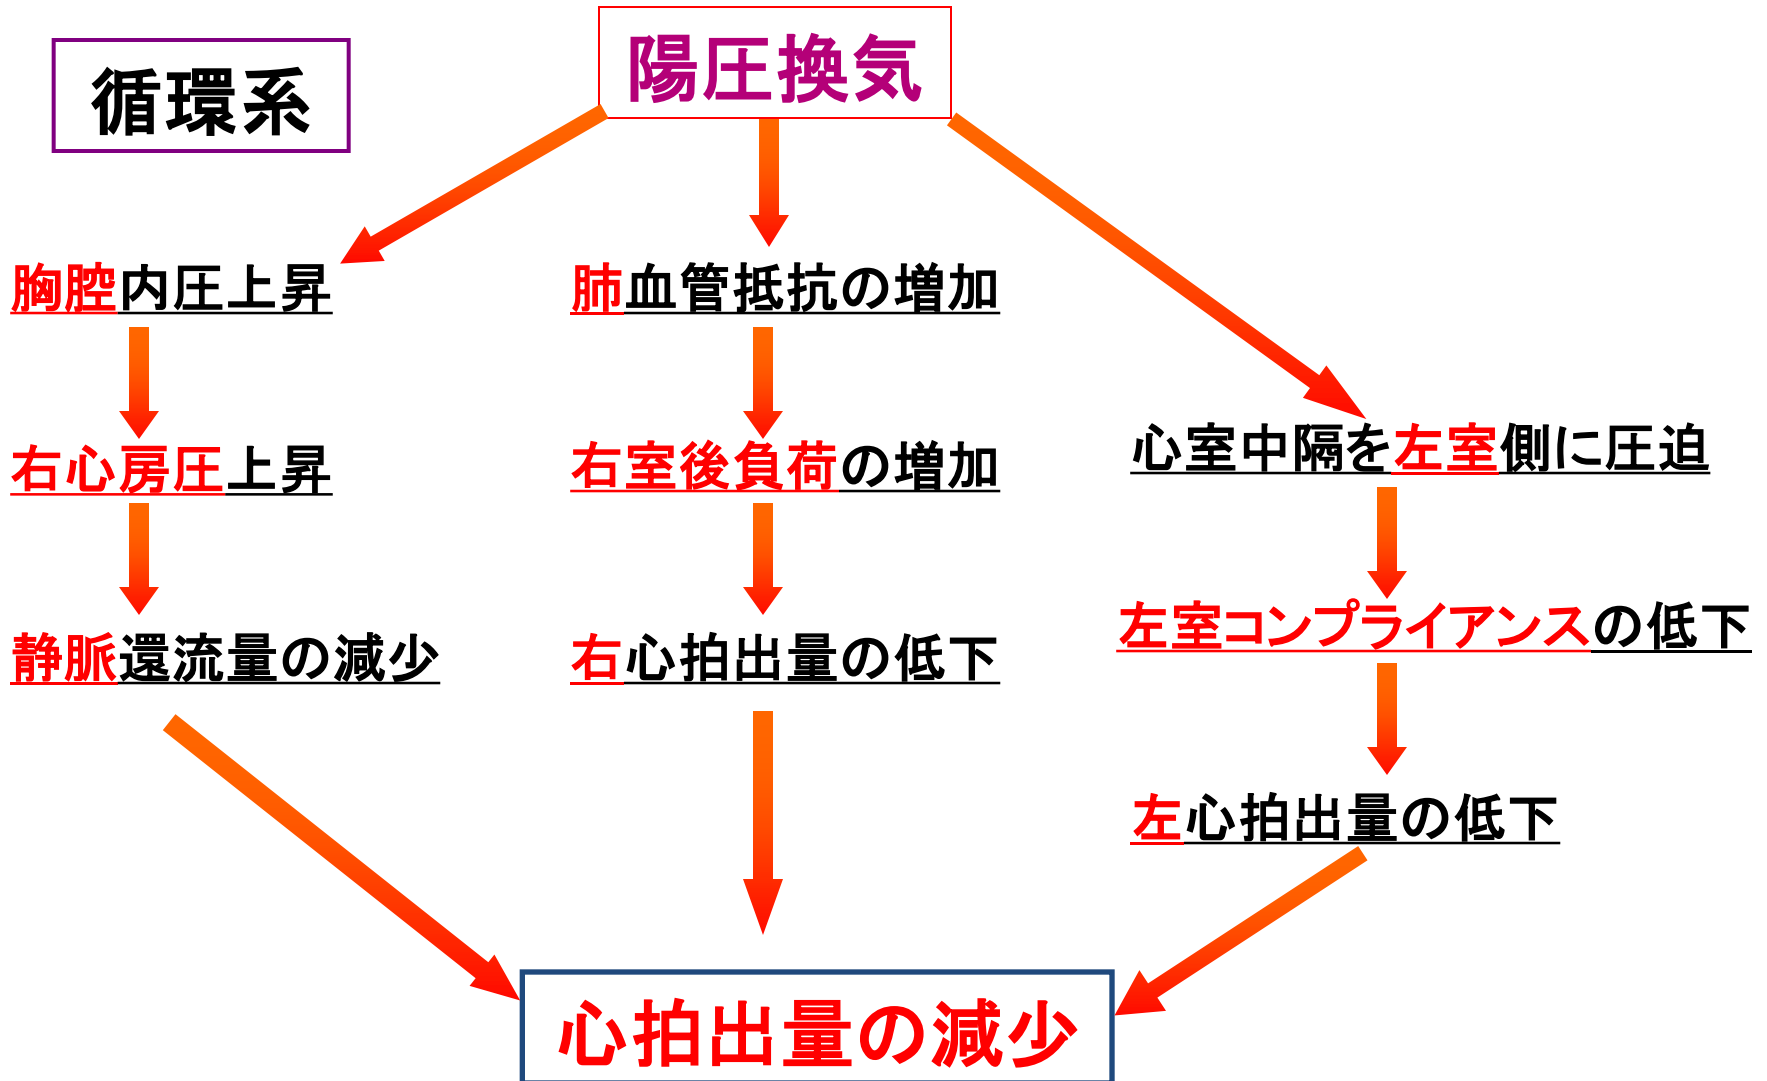 循環系
陽圧換気
胸腔内圧上昇
右心房圧上昇
静脈還流量の減少
肺血管抵抗の増加
右室後負荷の増加
右心拍出量の低下
心室中隔を左室側に圧迫
左室コンプライアンスの低下
左心拍出量の低下
心拍出量の減少